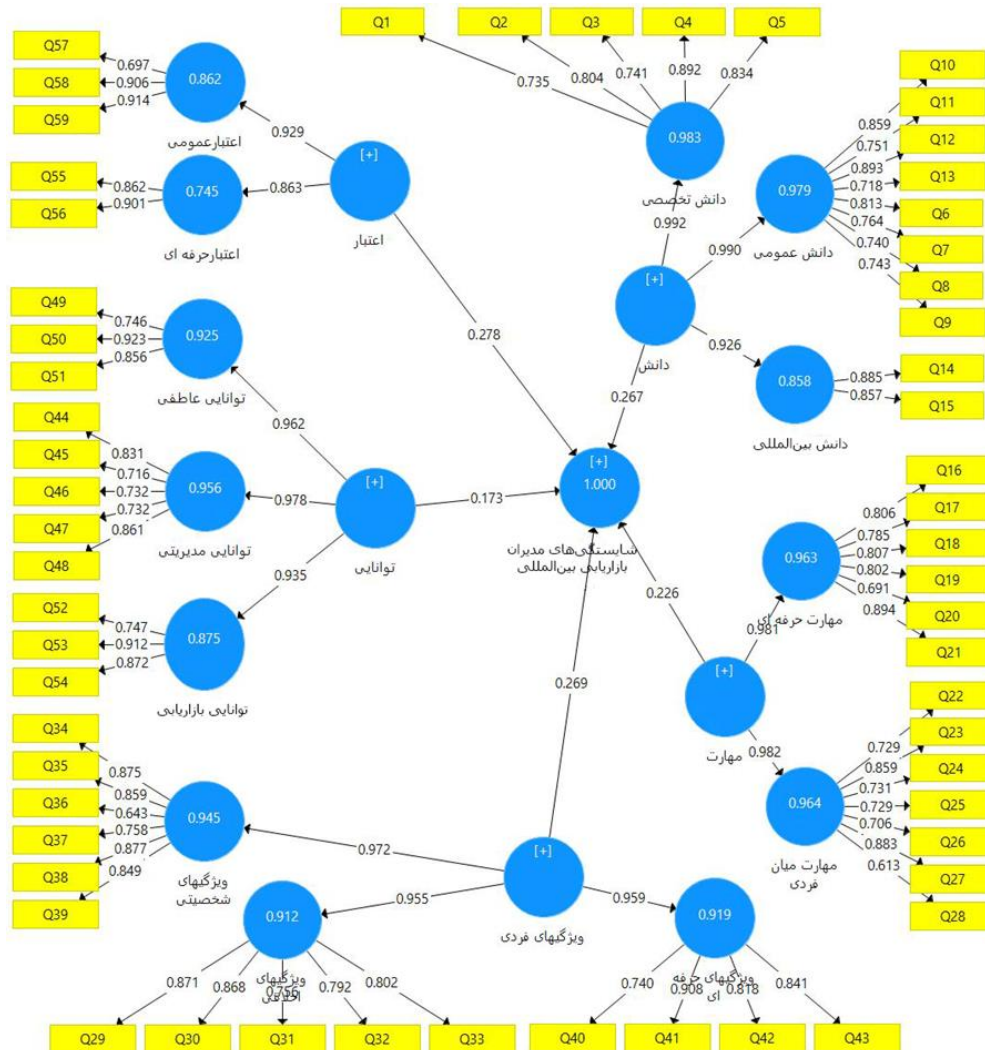 Q1
Q2
Q3
Q4
Q5
0.735
0.804
0.741
0.892
0.834
0.983
دانش تخصصی
Q57
Q58
Q59
0.697
0.906
0.914
0.862
اعتبارعمومی
0.929
Q55
Q56
0.862
0.901
0.745
اعتبارحرفه ای
0.863
[+]
اعتبار
0.278
Q10
Q11
Q12
Q13
Q6
Q7
Q8
Q9
0.859
0.751
0.893
0.718
0.813
0.764
0.740
0.743
0.979
دانش عمومی
0.992
0.990
[+]
دانش
0.926
0.267
0.858
دانش بین‌المللی
0.885
0.857
Q14
Q15
Q49
Q50
Q51
0.746
0.923
0.856
0.925
توانایی عاطفی
0.962
Q44
Q45
Q46
Q47
Q48
0.831
0.716
0.732
0.732
0.861
0.956
توانایی مدیریتی
0.978
[+]
توانایی
0.173
0.935
Q52
Q53
Q54
0.747
0.912
0.872
0.875
توانایی بازاریابی
[+]
1.000
شایستگی‌های مدیران
بازاریابی بین‌المللی
0.226
0.269
Q16
Q17
Q18
Q19
Q20
Q21
0.806
0.785
0.807
0.802
0.691
0.894
0.963
مهارت حرفه ای
0.981
[+]
مهارت
0.982
Q22
Q23
Q24
Q25
Q26
Q27
Q28
0.729
0.859
0.731
0.729
0.706
0.883
0.613
0.964
مهارت میان
فردی
Q34
Q35
Q36
Q37
Q38
Q39
0.875
0.859
0.643
0.758
0.877
0.849
0.945
ویژگیهای
شخصیتی
0.972
[+]
ویژگیهای فردی
0.955
0.959
0.912
ویژگیهای
اخلاقی
0.871
0.868
0.756
0.792
0.802
Q29
Q30
Q31
Q32
Q33
0.919
ویژگیهای حرفه
ای
0.740
0.908
0.818
0.841
Q40
Q41
Q42
Q43